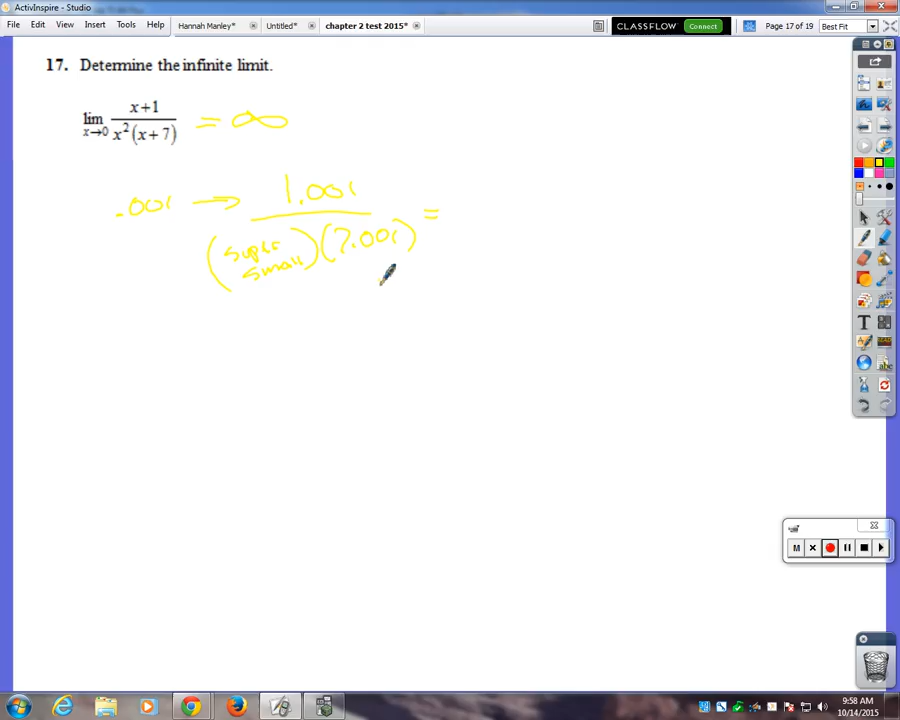 ActivInspire - Studio
File Edit View Insert Tools Help
Hannah Manley* Untitled* chapter 2 test 2015*
CLASSFLOW Connect
Page 17 of 19 Best Fit
17. Determine the infinite limit.
lim x→0 x+1 / x²(x+7) = ∞
.001 → 1.001 / (super small)(7.001) =
M
9:58 AM
10/14/2015